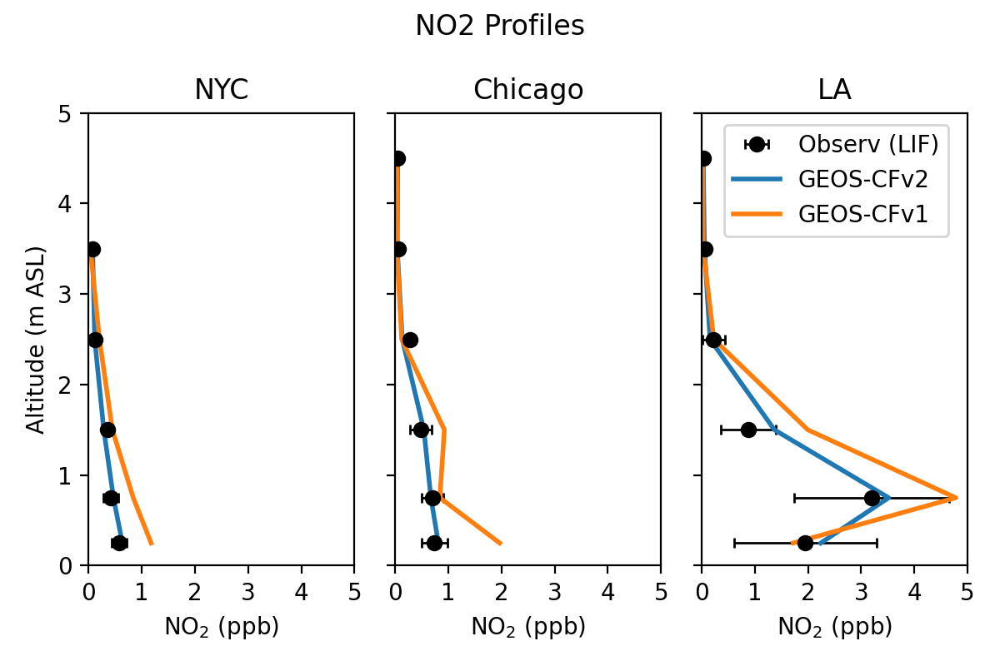 NO2 Profiles
NYC
Chicago
LA
5
4
3
2
1
0
Altitude (m ASL)
Observ (LIF)
GEOS-CFv2
GEOS-CFv1
0 1 2 3 4 5
0 1 2 3 4 5
0 1 2 3 4 5
NO₂ (ppb)
NO₂ (ppb)
NO₂ (ppb)